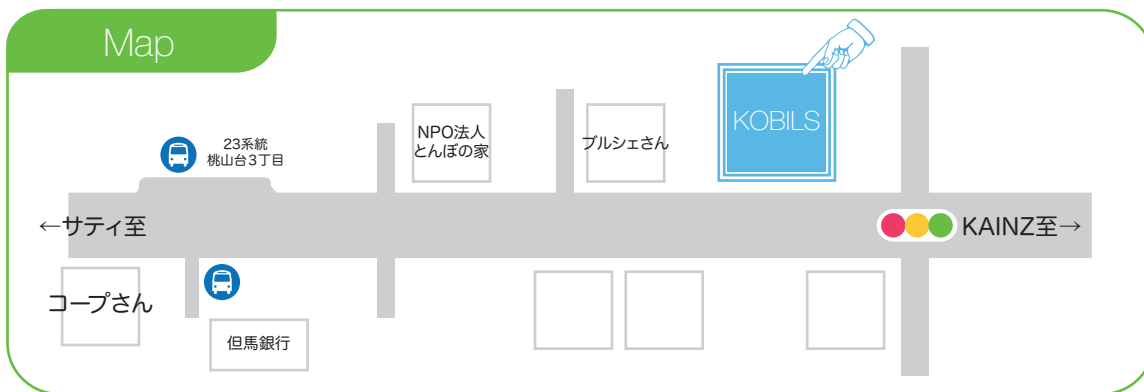 Map
KOBILS
23系統
桃山台3丁目
NPO法人
とんぼの家
ブルシェさん
←サティ至
KAINZ至→
コープさん
但馬銀行